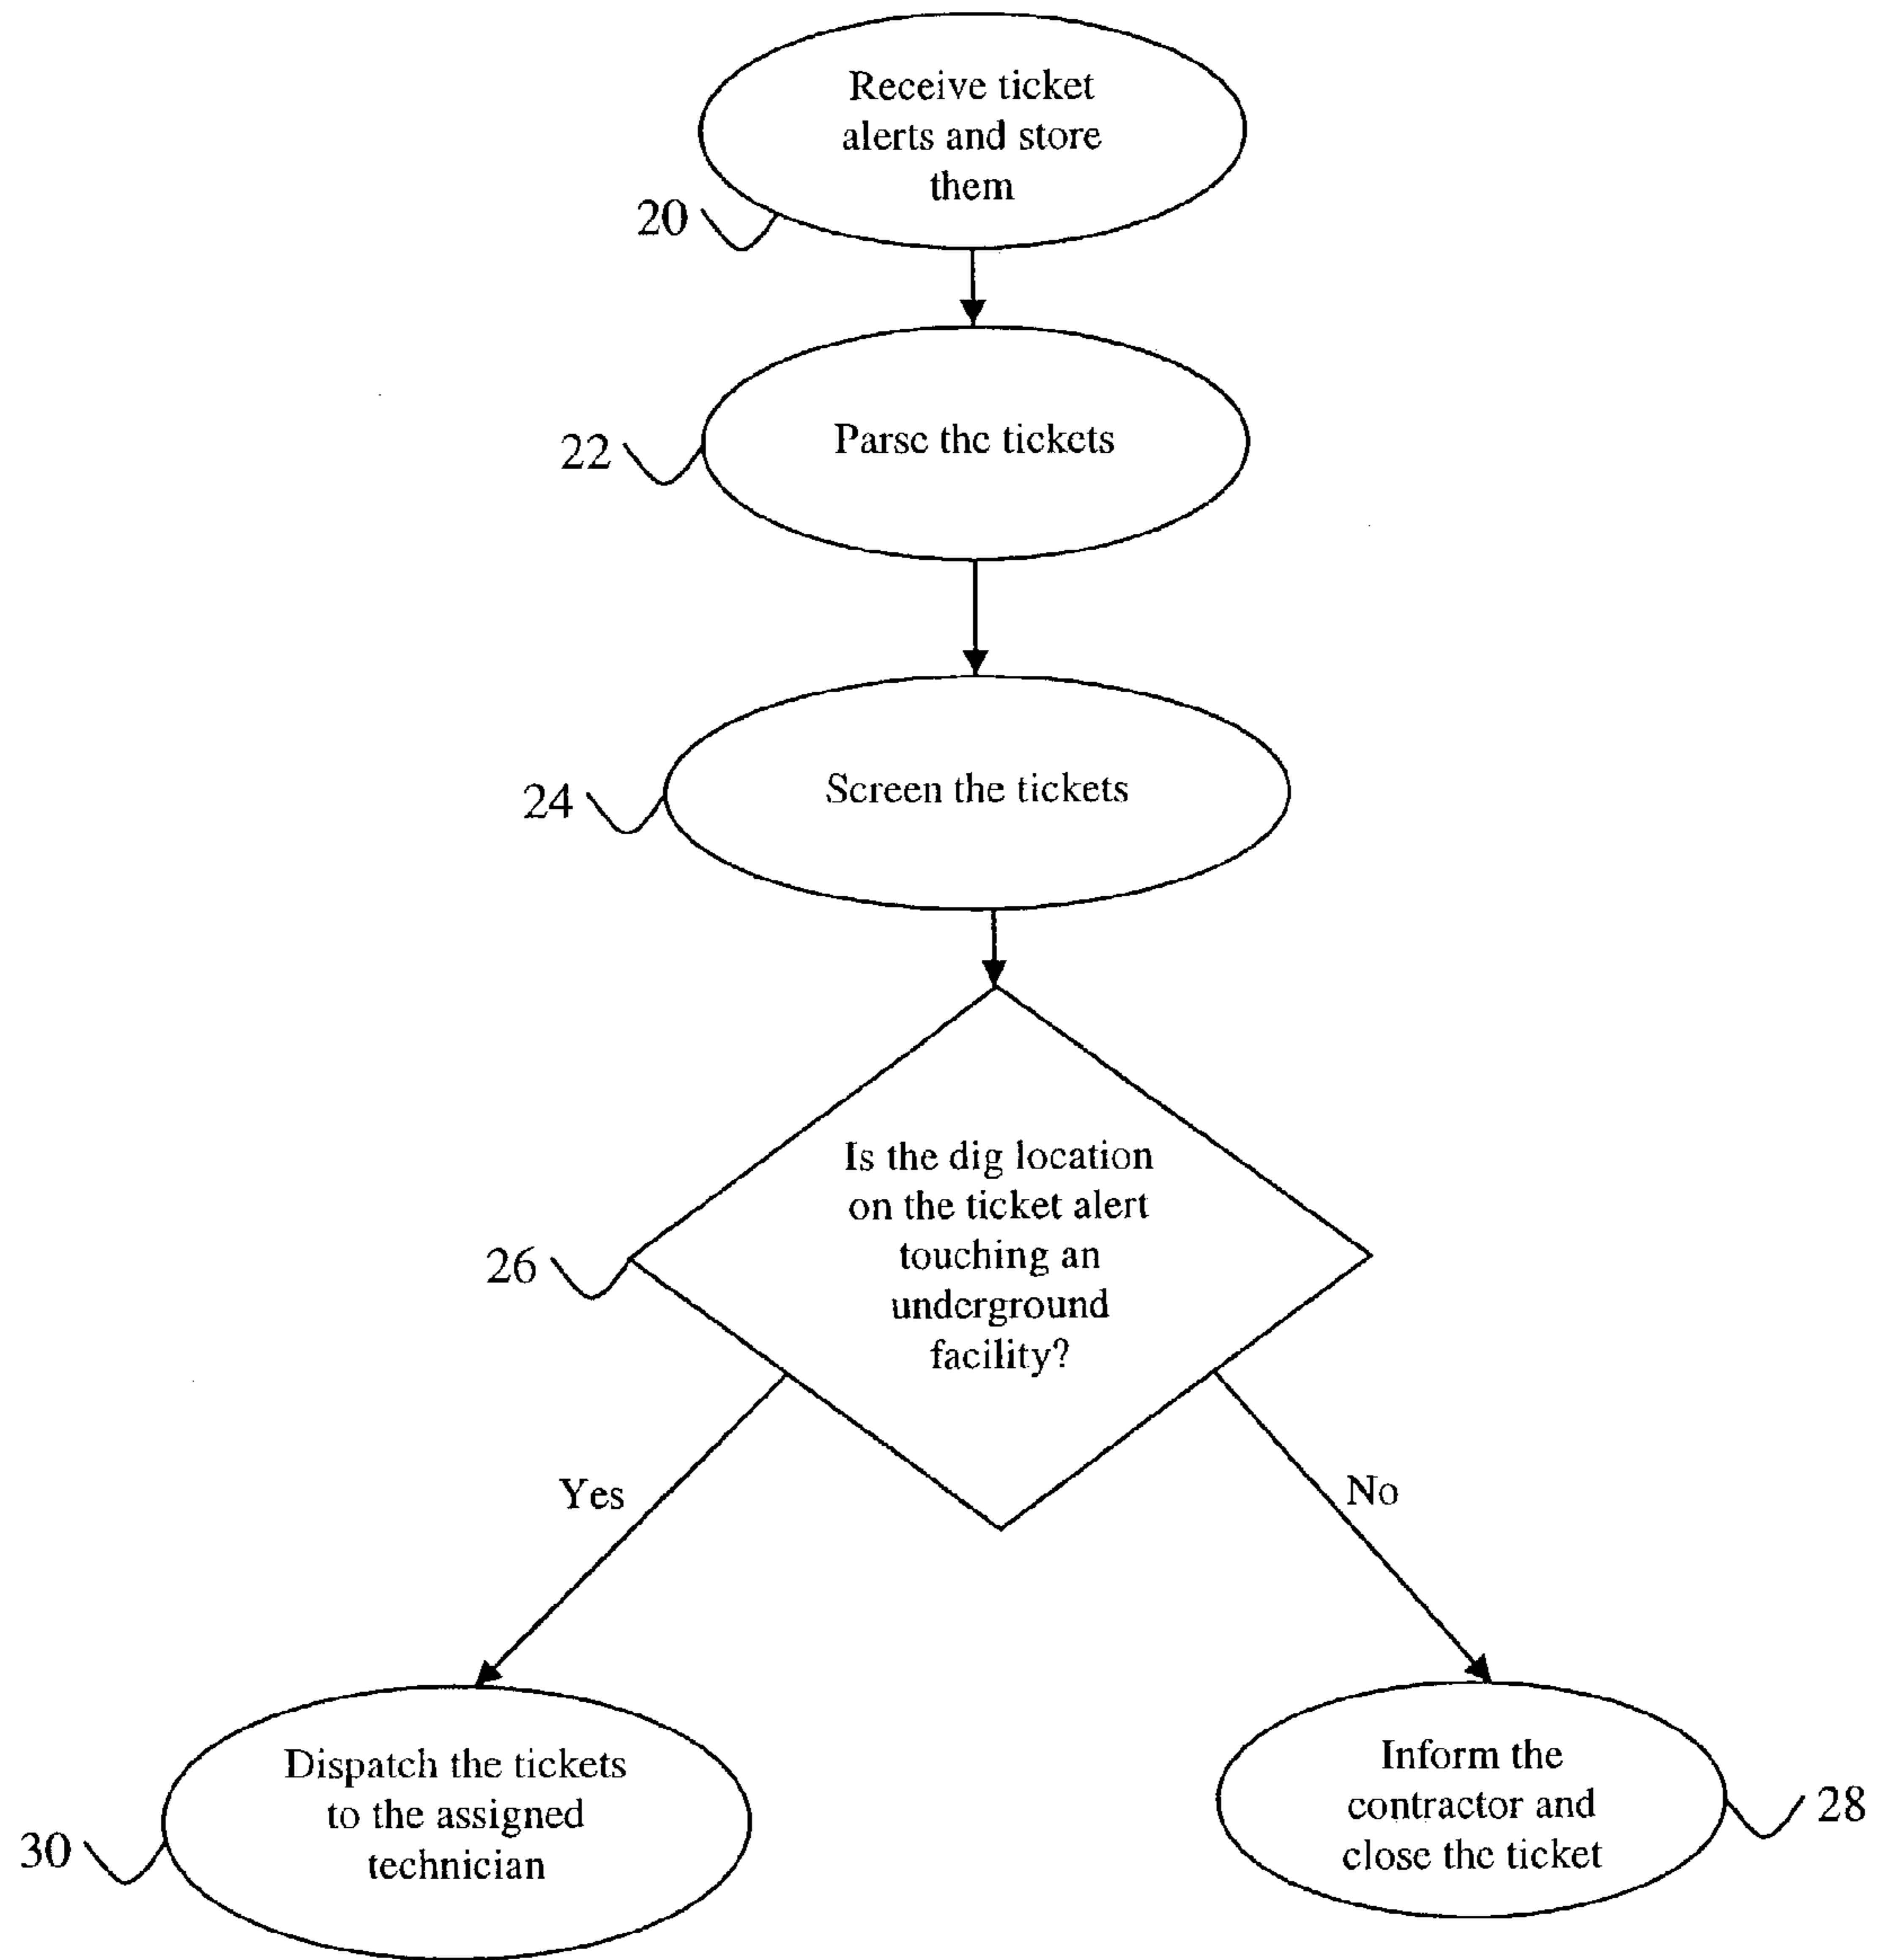 Receive ticket
alerts and store
them
20
Parse the tickets
22
Screen the tickets
24
Is the dig location
on the ticket alert
touching an
underground
facility?
26
Yes
No
Dispatch the tickets
to the assigned
technician
30
Inform the
contractor and
close the ticket
28